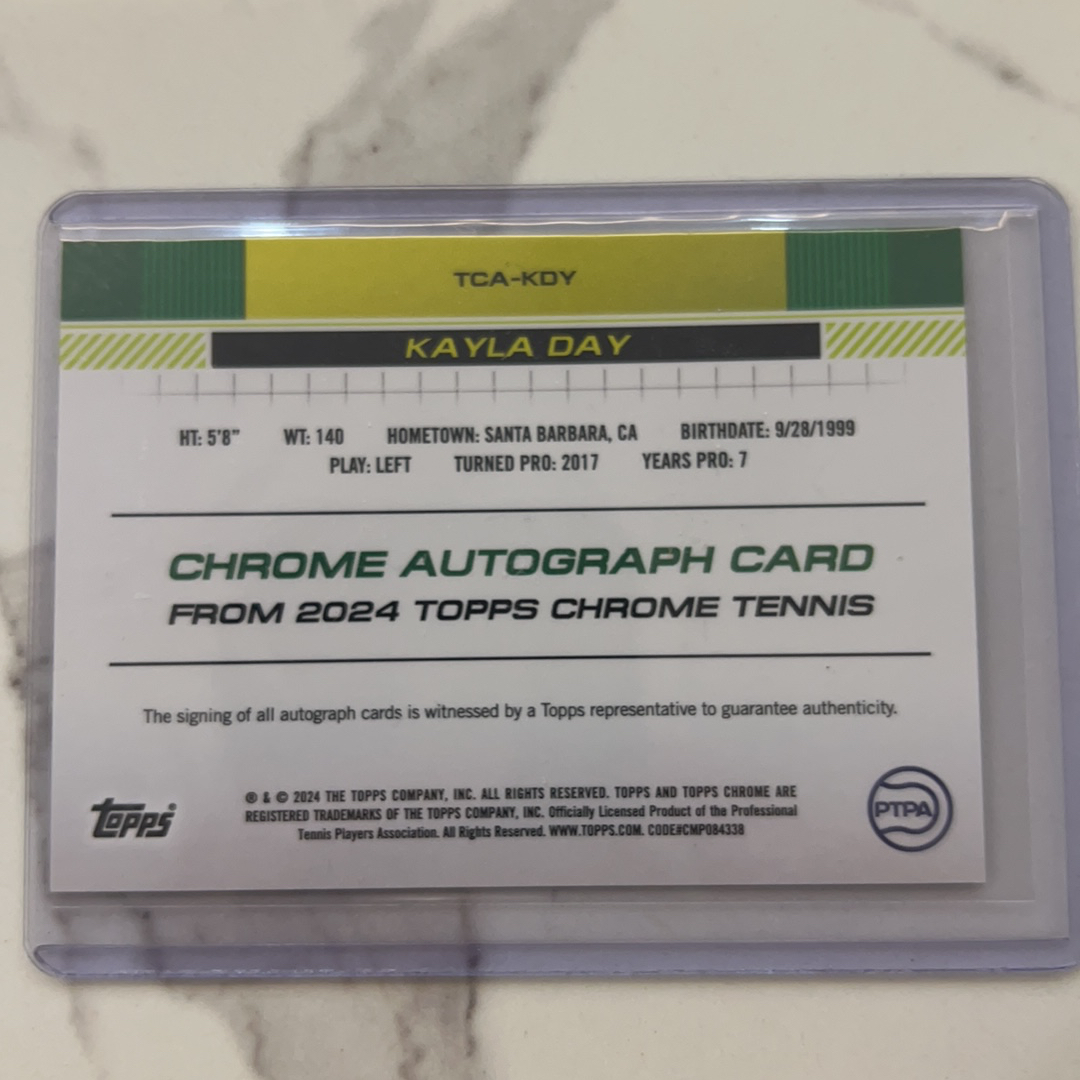 TCA-KDY
KAYLA DAY
HT: 5'8" WT: 140 HOMETOWN: SANTA BARBARA, CA BIRTHDATE: 9/28/1999
PLAY: LEFT TURNED PRO: 2017 YEARS PRO: 7
CHROME AUTOGRAPH CARD
FROM 2024 TOPPS CHROME TENNIS
The signing of all autograph cards is witnessed by a Topps representative to guarantee authenticity.
® & © 2024 THE TOPPS COMPANY, INC. ALL RIGHTS RESERVED. TOPPS AND TOPPS CHROME ARE
REGISTERED TRADEMARKS OF THE TOPPS COMPANY, INC. Officially Licensed Product of the Professional
Tennis Players Association. All Rights Reserved. WWW.TOPPS.COM. CODE#CMP084338
topps
PTPA